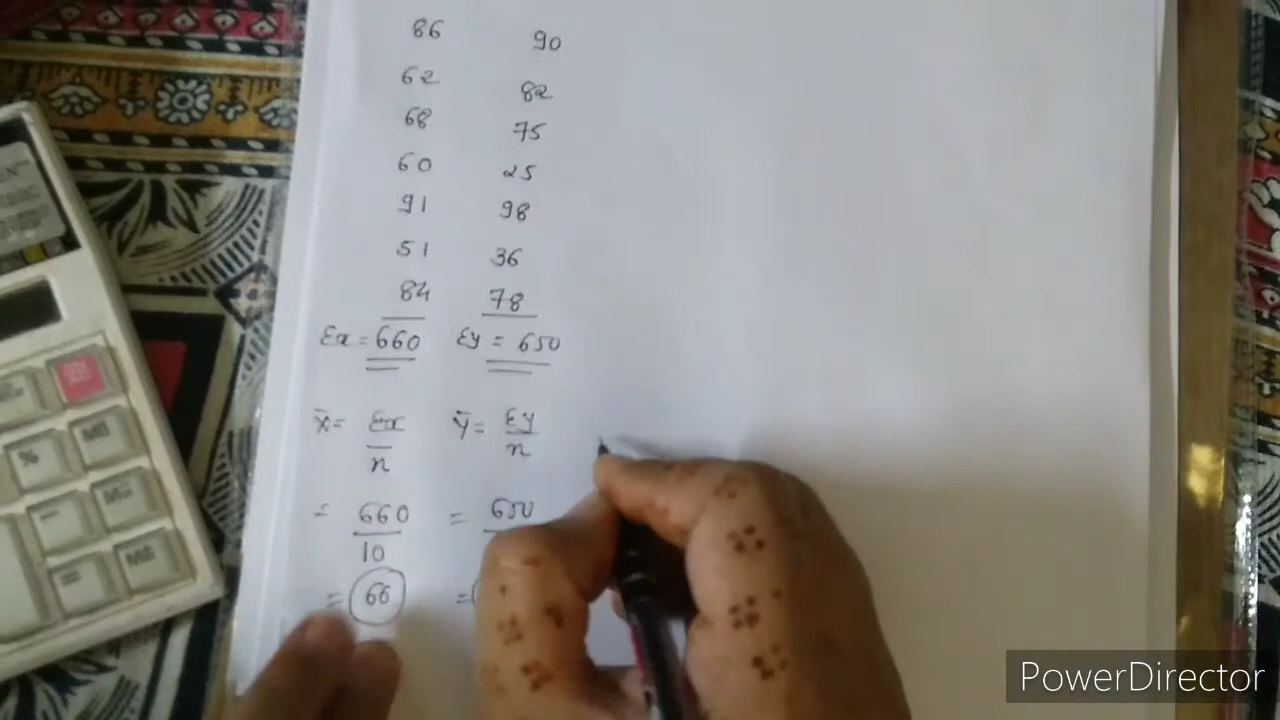 86 90
62 82
68 75
60 25
91 98
51 36
84 78
Σx = 660 Σy = 650
x̄ = Σx/n ȳ = Σy/n
= 660/10 = 650
= 66 =
%
PowerDirector